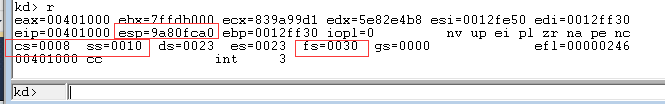 kd> r
eax=00401000 ebx=7ffdb000 ecx=839a99d1 edx=5e82e4b8 esi=0012fe50 edi=0012ff30
eip=00401000 esp=9a80fca0 ebp=0012ff30 iopl=0 nv up ei pl zr na pe nc
cs=0008 ss=0010 ds=0023 es=0023 fs=0030 gs=0000 efl=00000246
00401000 cc int 3
kd>